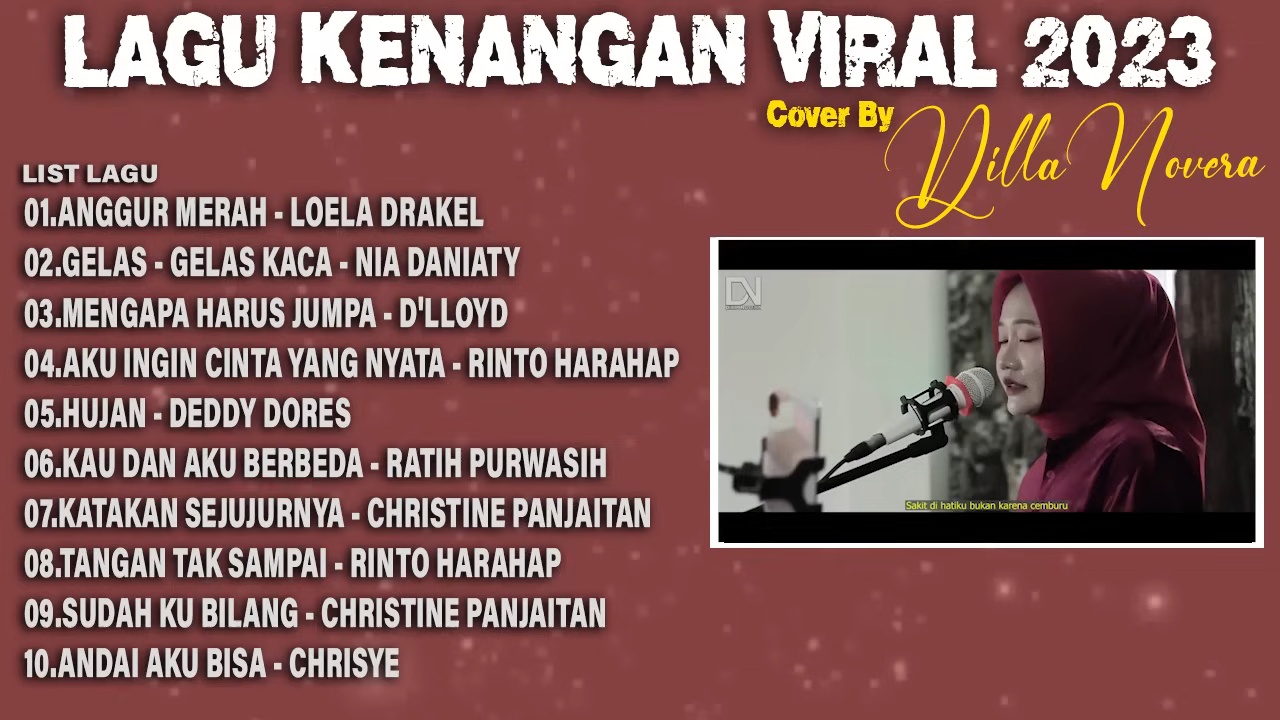 LAGU KENANGAN VIRAL 2023
Cover By Dilla Novera
LIST LAGU
01.ANGGUR MERAH - LOELA DRAKEL
02.GELAS - GELAS KACA - NIA DANIATY
03.MENGAPA HARUS JUMPA - D'LLOYD
04.AKU INGIN CINTA YANG NYATA - RINTO HARAHAP
05.HUJAN - DEDDY DORES
06.KAU DAN AKU BERBEDA - RATIH PURWASIH
07.KATAKAN SEJUJURNYA - CHRISTINE PANJAITAN
08.TANGAN TAK SAMPAI - RINTO HARAHAP
09.SUDAH KU BILANG - CHRISTINE PANJAITAN
10.ANDAI AKU BISA - CHRISYE
DN
Sakit di hatiku bukan karena cemburu